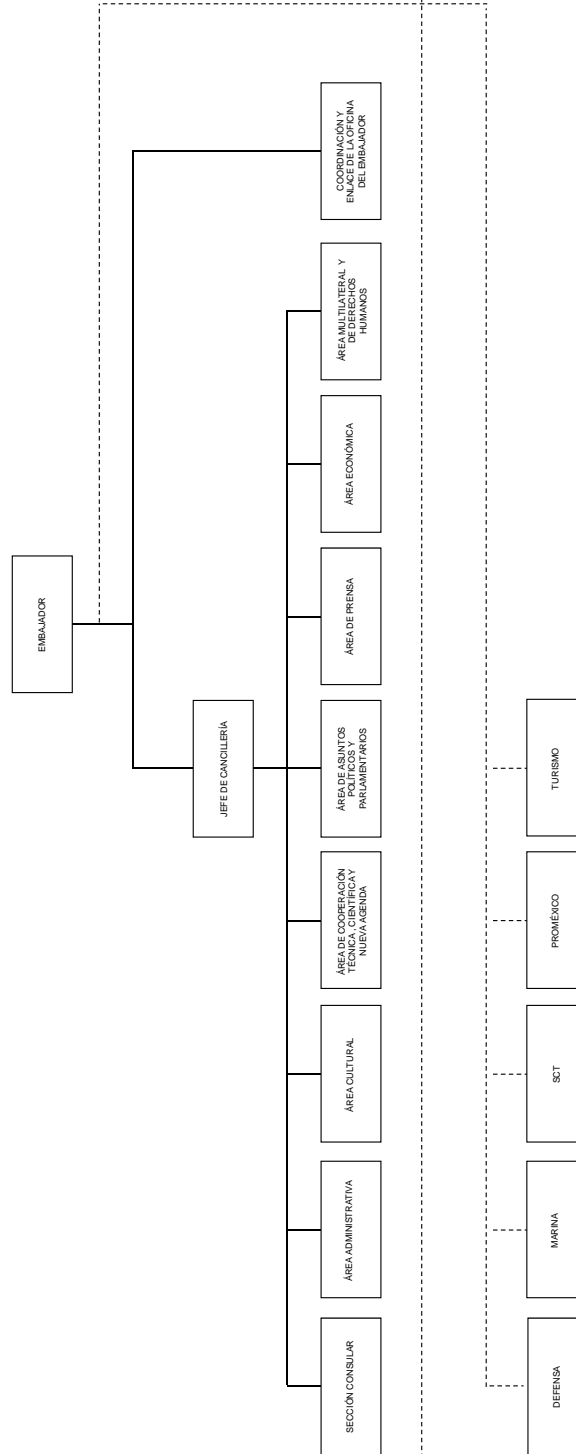 EMBAJADOR
JEFE DE CANCILLERÍA
SECCIÓN CONSULAR
ÁREA ADMINISTRATIVA
ÁREA CULTURAL
ÁREA DE COOPERACIÓN
TÉCNICA, CIENTÍFICA Y
NUEVA AGENDA
ÁREA DE ASUNTOS
POLÍTICOS Y
PARLAMENTARIOS
ÁREA DE PRENSA
ÁREA ECONÓMICA
ÁREA MULTILATERAL Y
DE DERECHOS
HUMANOS
COORDINACIÓN Y
ENLACE DE LA OFICINA
DEL EMBAJADOR
DEFENSA
MARINA
SCT
PROMÉXICO
TURISMO